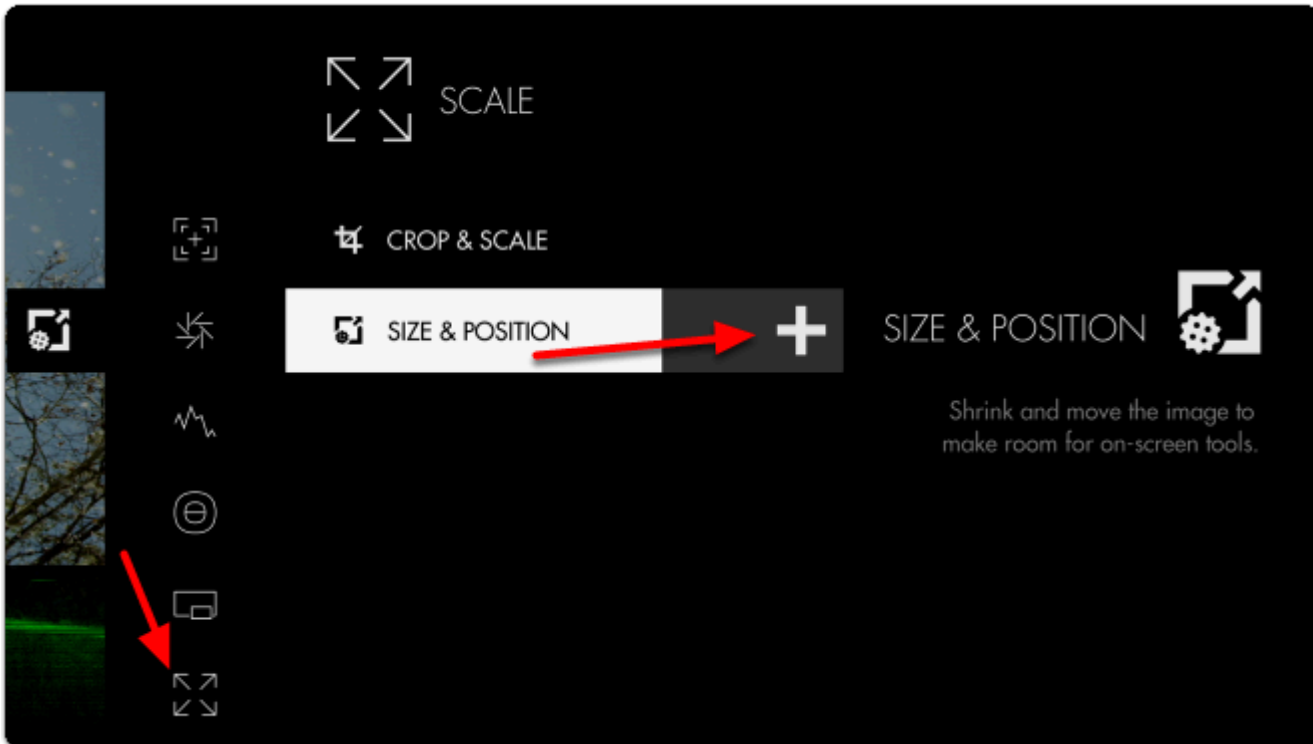 SCALE
CROP & SCALE
SIZE & POSITION
SIZE & POSITION
Shrink and move the image to
make room for on-screen tools.